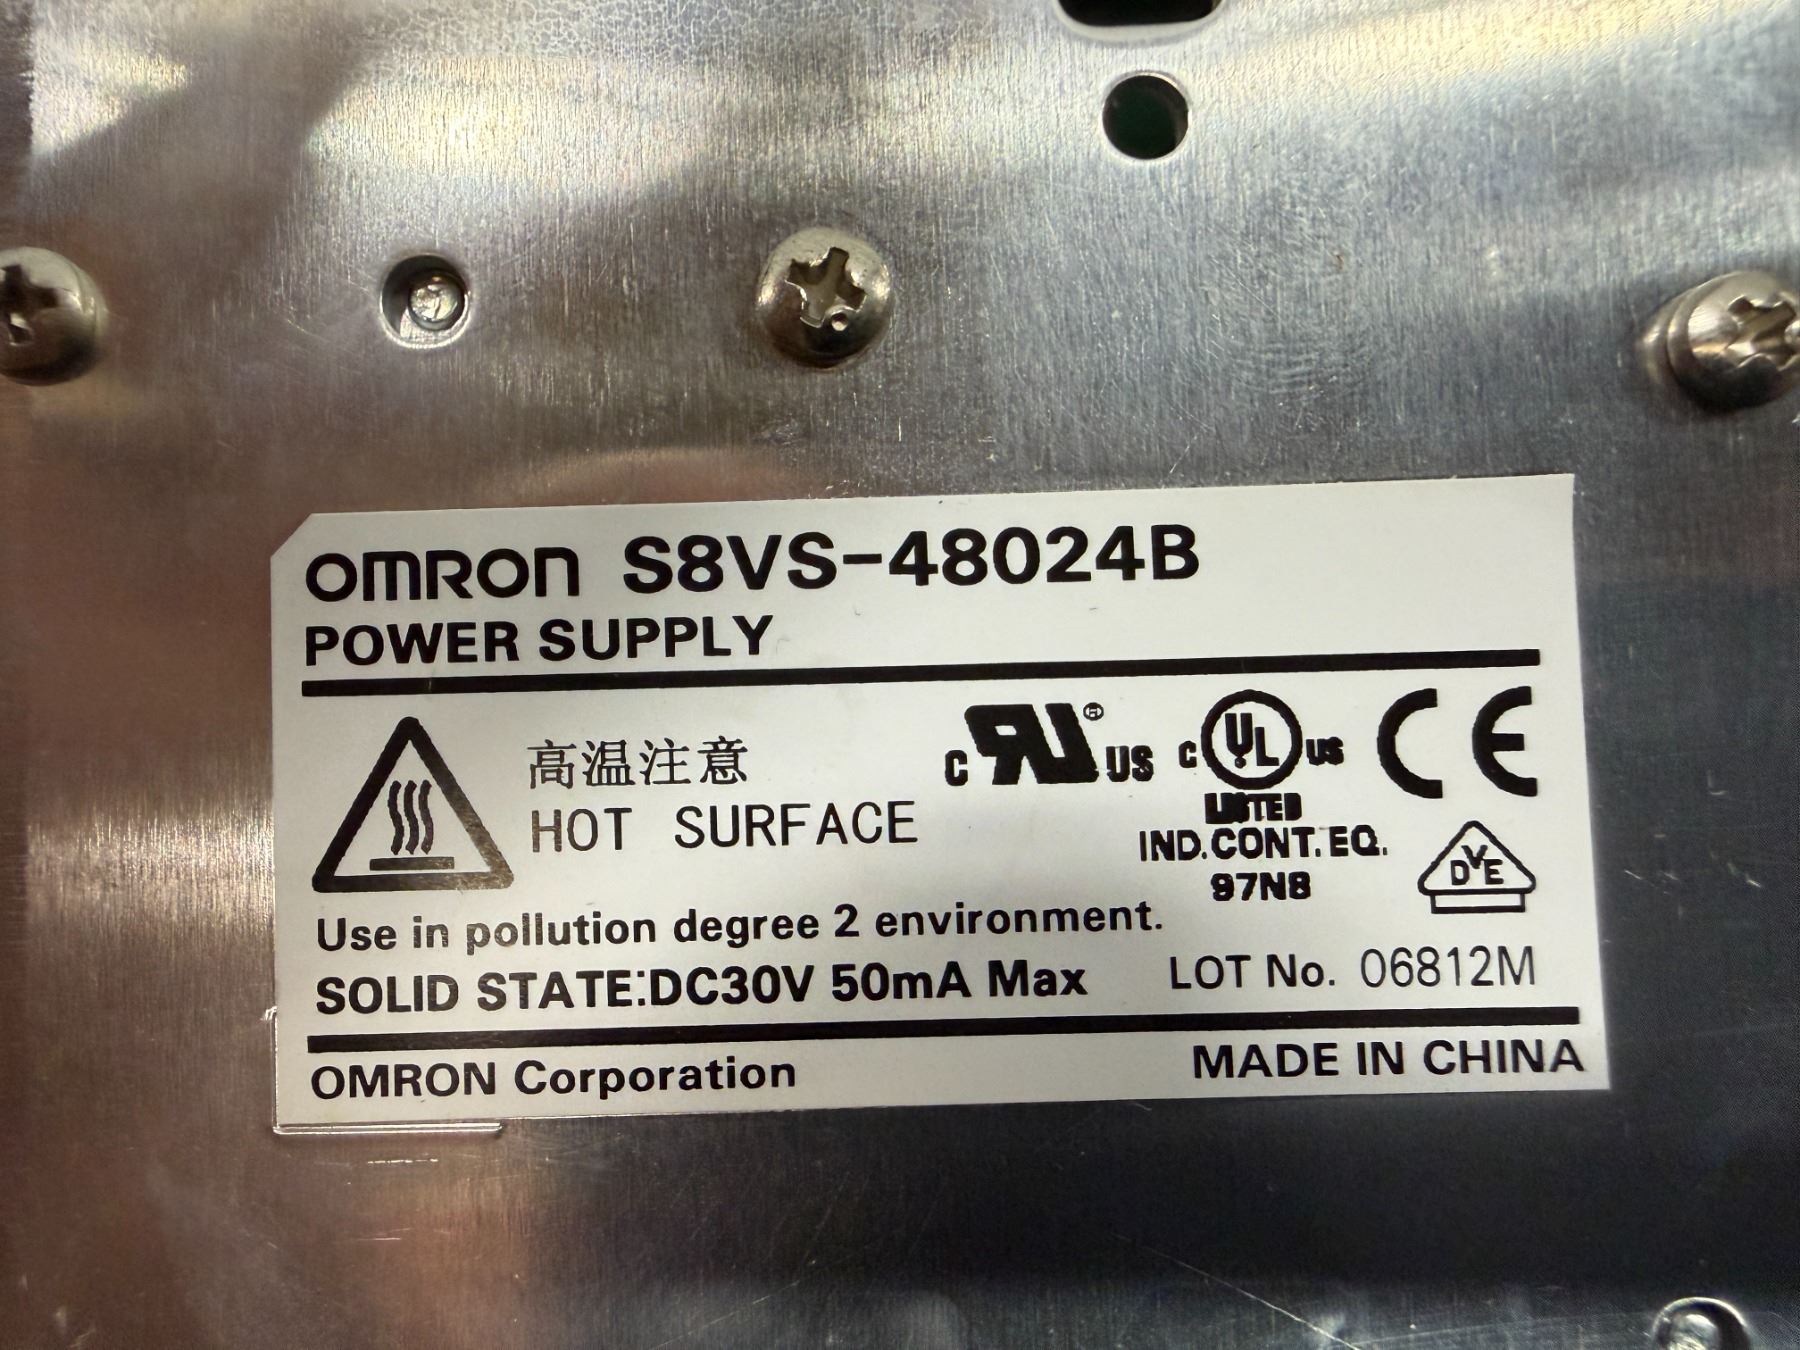 OMRON S8VS-48024B
POWER SUPPLY
高温注意
HOT SURFACE
c RU ® US
c UL US
LISTED
IND.CONT.EQ.
97N8
CE
DVE
Use in pollution degree 2 environment.
SOLID STATE:DC30V 50mA Max
LOT No. 06812M
OMRON Corporation
MADE IN CHINA